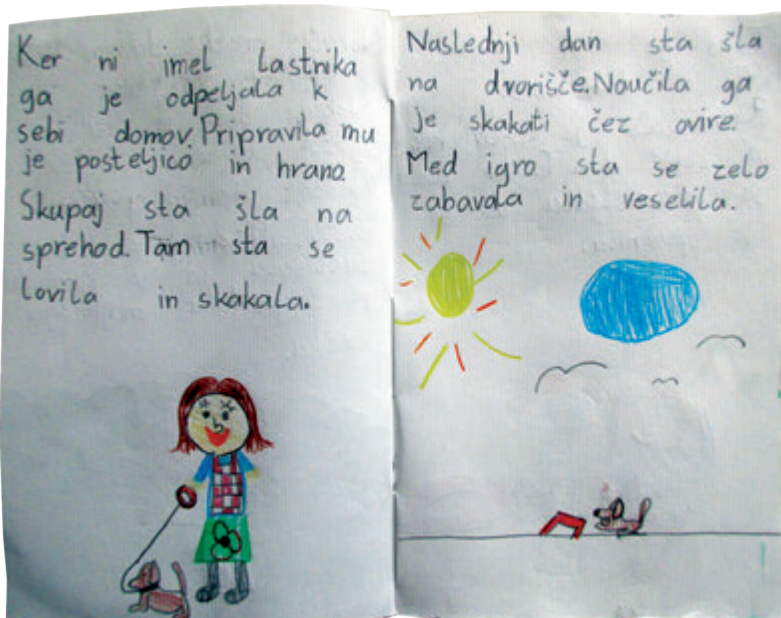 Ker ni imel lastnika
ga je odpeljala k
sebi domov. Pripravila mu
je posteljico in hrano.
Skupaj sta šla na
sprehod. Tam sta se
lovila in skakala.
Naslednji dan sta šla
na dvorišče. Naučila ga
je skakati čez ovire.
Med igro sta se zelo
zabavala in veselila.